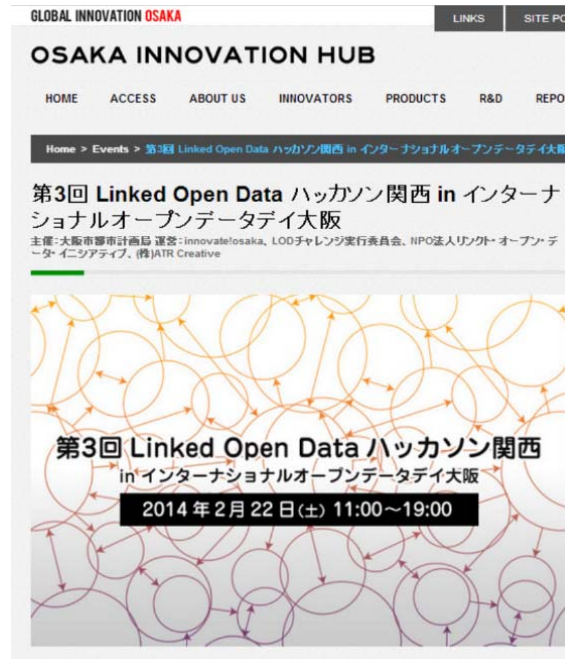 GLOBAL INNOVATION OSAKA
LINKS SITE PO
OSAKA INNOVATION HUB
HOME ACCESS ABOUT US INNOVATORS PRODUCTS R&D REPO
Home > Events > 第3回 Linked Open Data ハッカソン関西 in インターナショナルオープンデータデイ大阪
第3回 Linked Open Data ハッカソン関西 in インターナ
ショナルオープンデータデイ大阪
主催:大阪市都市計画局 運営:innovate!osaka、LODチャレンジ実行委員会、NPO法人リンクト・オープン・デ
ータ・イニシアティブ、(株)ATR Creative
第3回 Linked Open Data ハッカソン関西
in インターナショナルオープンデータデイ大阪
2014年2月22日(土) 11:00～19:00